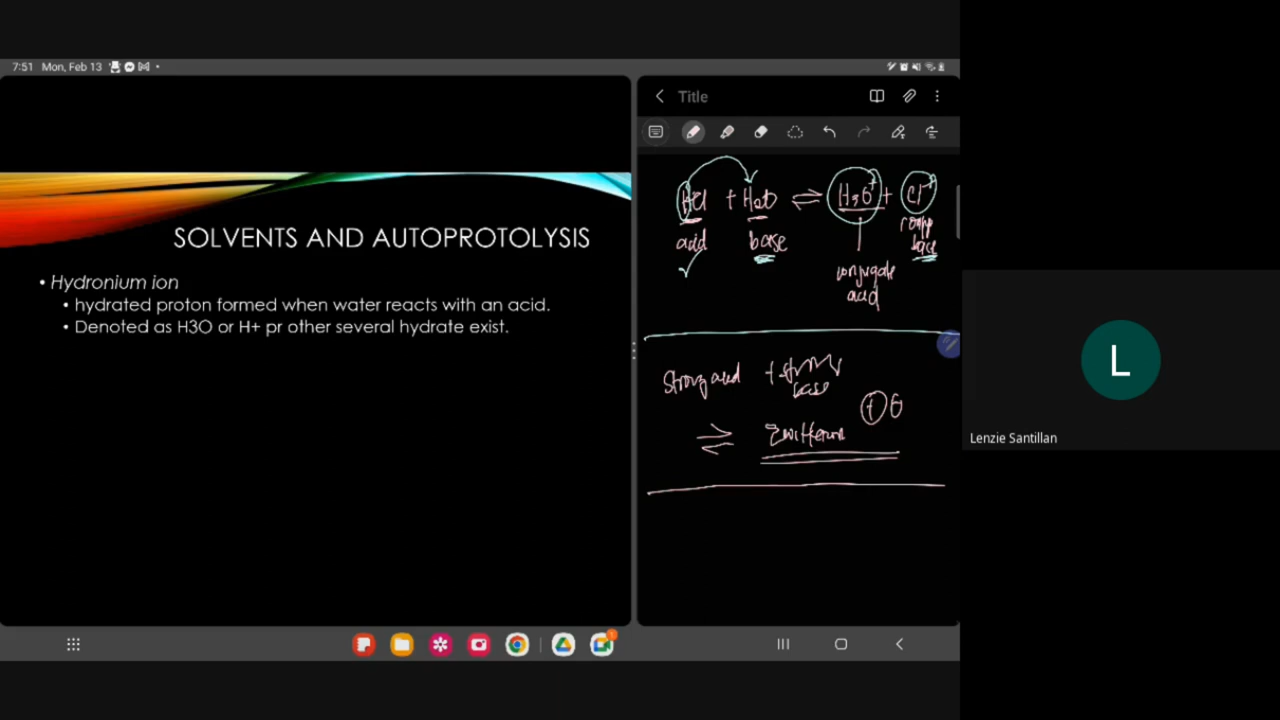 7:51 Mon, Feb 13
SOLVENTS AND AUTOPROTOLYSIS
• Hydronium ion
• hydrated proton formed when water reacts with an acid.
• Denoted as H3O or H+ pr other several hydrate exist.
Title
HCl + H2O ⇌ H3O+ + Cl-
acid base
base
conjugate
acid
Strong acid + strong
base
⇌ Zwitterion + -
L
Lenzie Santillan